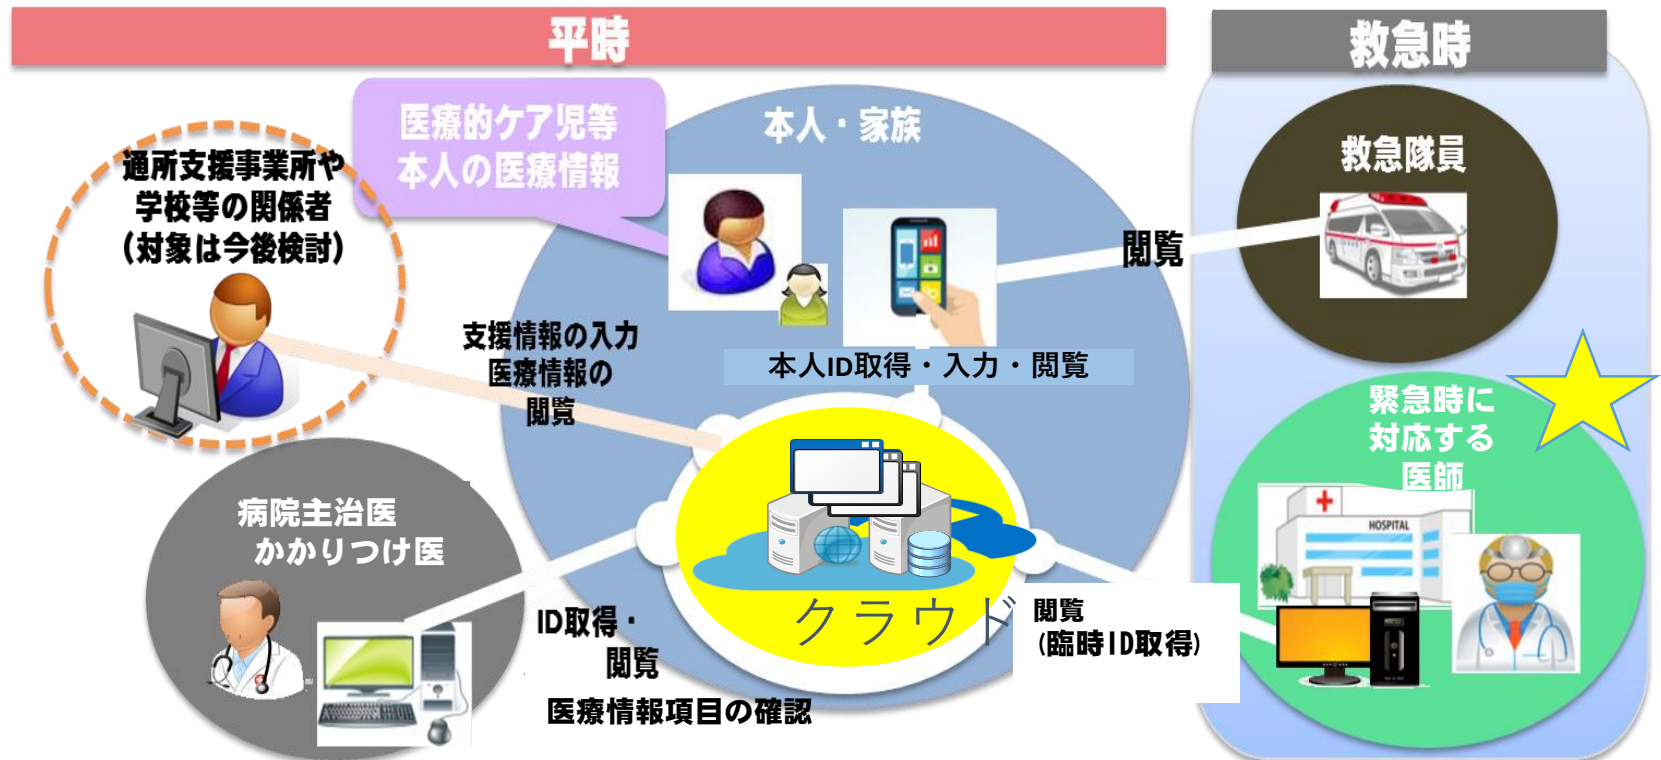 平時
救急時
医療的ケア児等
本人の医療情報
本人・家族
通所支援事業所や
学校等の関係者
(対象は今後検討)
救急隊員
閲覧
支援情報の入力
医療情報の
閲覧
本人ID取得・入力・閲覧
緊急時に
対応する
医師
HOSPITAL
病院主治医
かかりつけ医
クラウド
ID取得・
閲覧
医療情報項目の確認
閲覧
(臨時ID取得)